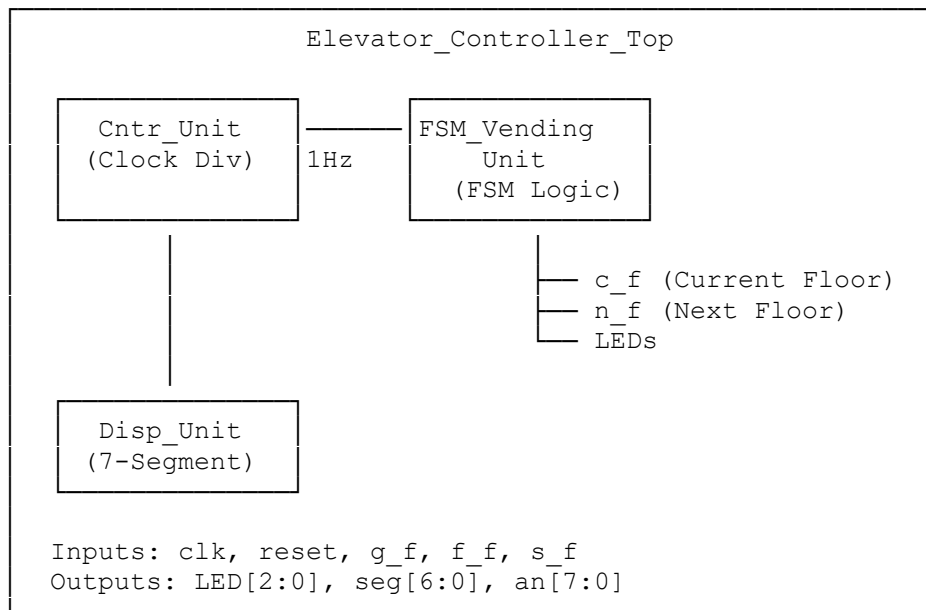 Elevator_Controller_Top
Cntr_Unit FSM_Vending
(Clock Div) 1Hz Unit
(FSM Logic)
c_f (Current Floor)
n_f (Next Floor)
LEDs
Disp_Unit
(7-Segment)
Inputs: clk, reset, g_f, f_f, s_f
Outputs: LED[2:0], seg[6:0], an[7:0]